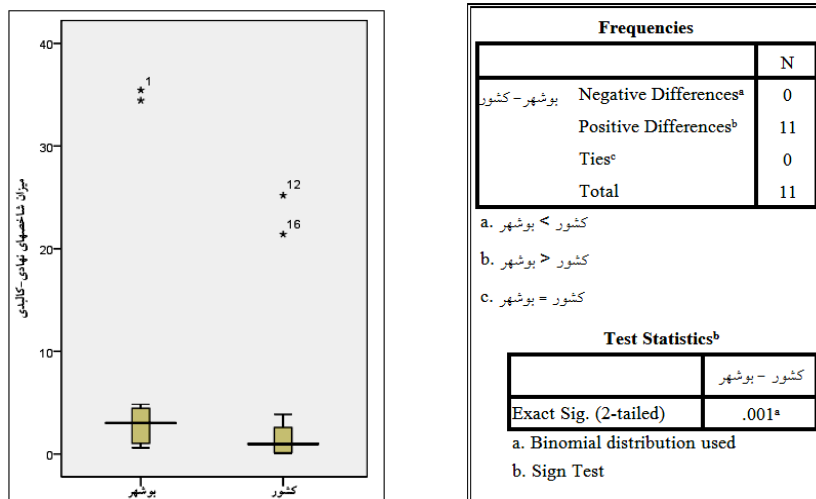 40
30
20
10
0
میزان شاخصهای نهادی-کالبدی
1
12
16
بوشهر
کشور
Frequencies
N
بوشهر - کشور Negative Differencesᵃ 0
Positive Differencesᵇ 11
Tiesᶜ 0
Total 11
a. بوشهر < کشور
b. بوشهر > کشور
c. بوشهر = کشور
Test Statisticsᵇ
کشور - بوشهر
Exact Sig. (2-tailed) .001ᵃ
a. Binomial distribution used
b. Sign Test